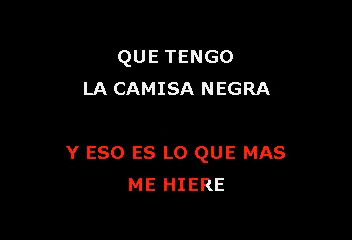 QUE TENGO
LA CAMISA NEGRA
Y ESO ES LO QUE MAS
ME HIERE